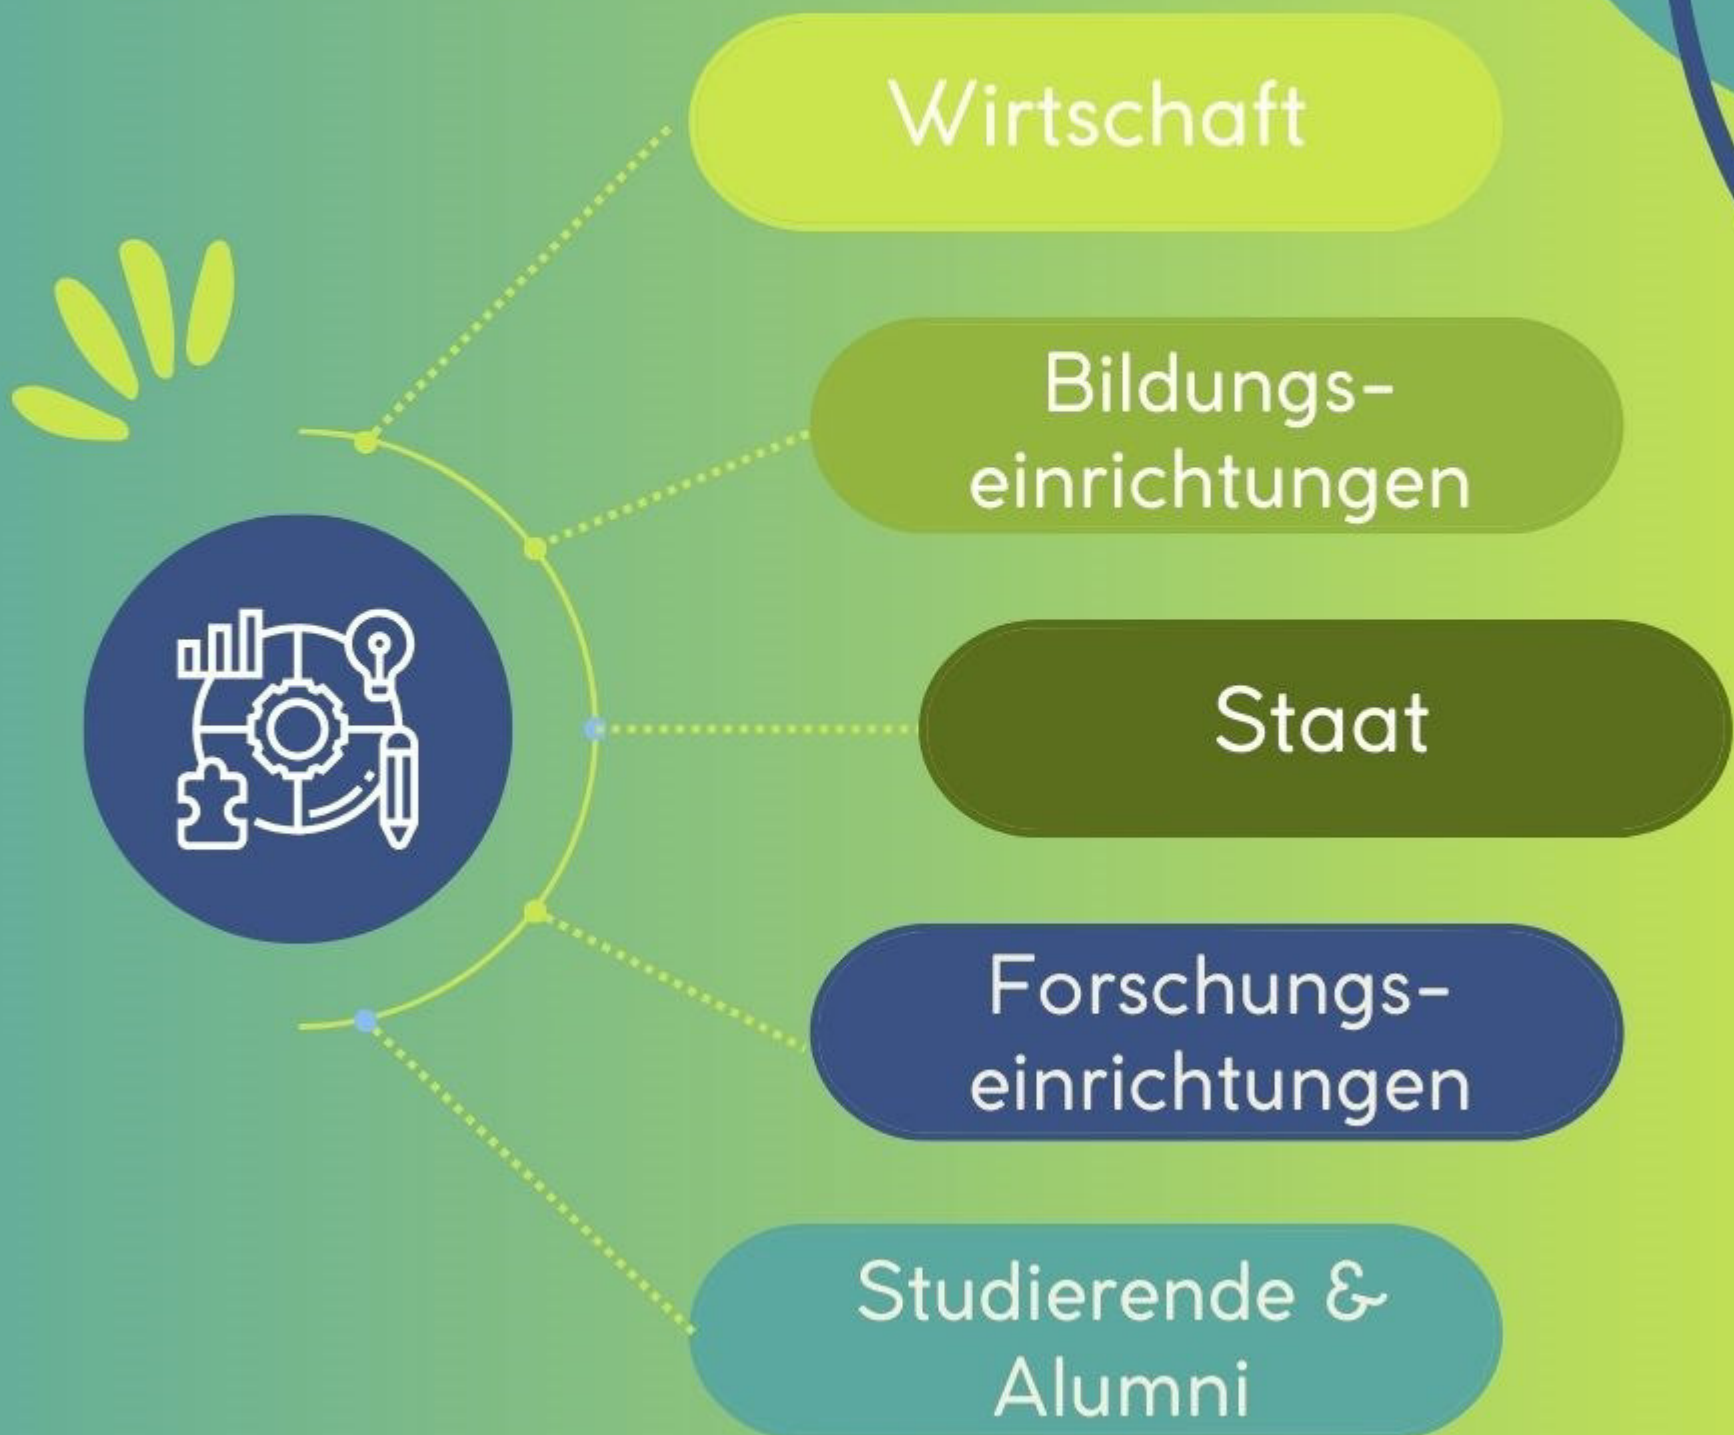 Wirtschaft
Bildungs-
einrichtungen
Staat
Forschungs-
einrichtungen
Studierende &
Alumni